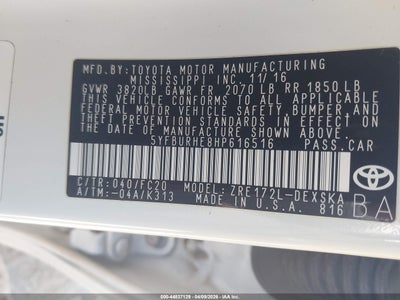 MFD.BY:TOYOTA MOTOR MANUFACTURING
MISSISSIPPI INC. 11/16
GVWR 3820LB GAWR FR 2070 LB RR 1850 LB
THIS VEHICLE CONFORMS TO ALL APPLICABLE
FEDERAL MOTOR VEHICLE SAFETY, BUMPER, AND
THEFT PREVENTION STANDARDS IN EFFECT ON THE
DATE OF MANUFACTURE SHOWN ABOVE.
5YFBURHE8HP616516 PASS.CAR
C/TR:040/FC20 MODEL:ZRE172L-DEXSKA
A/TM:-04A/K313 MADE IN U.S.A. 816
TOYOTA
BA
000-44837128 - 04/09/2026 -